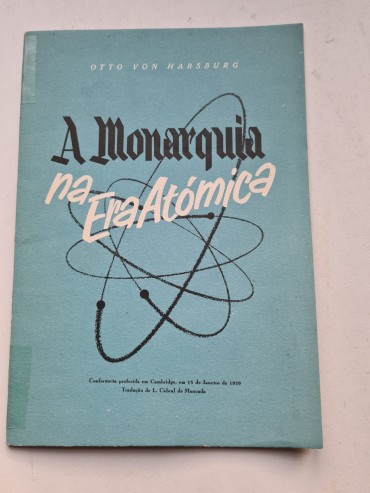 OTTO VON HABSBURG
A Monarquia
na Era Atómica
Conferência proferida em Cambridge, em 15 de Janeiro de 1959
Tradução de L. Cabral de Moncada